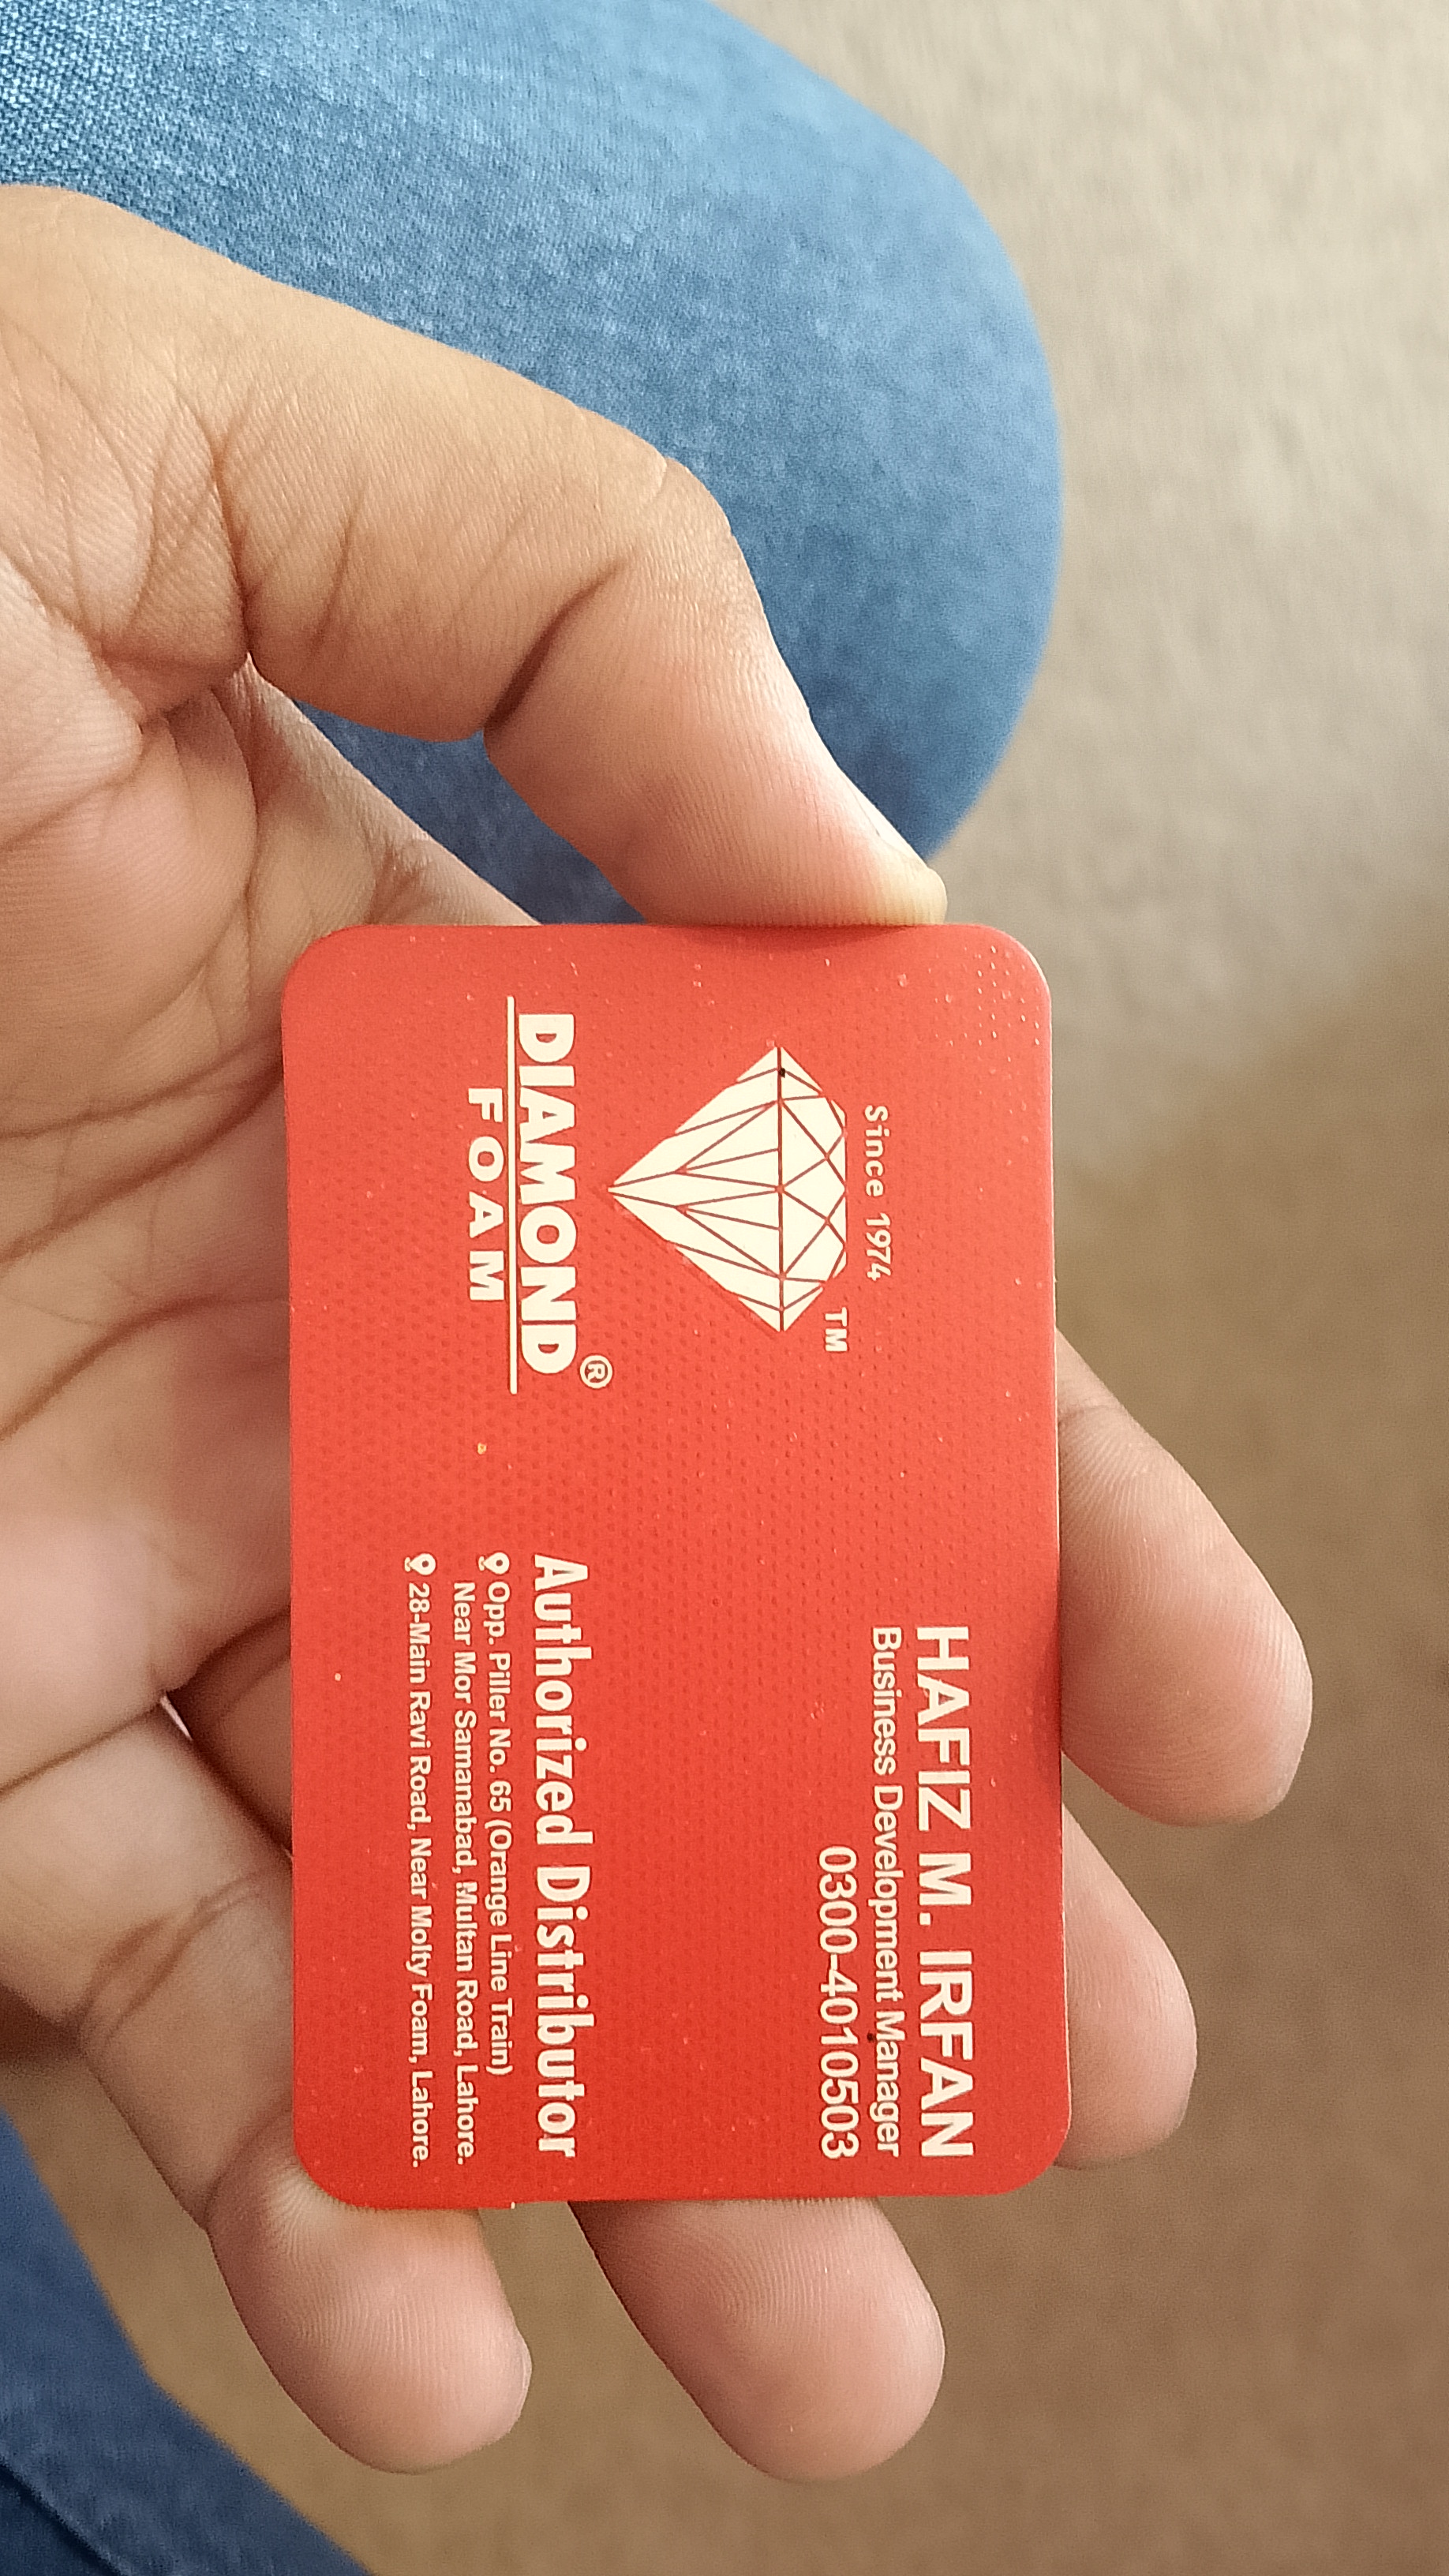 Since 1974
TM
DIAMOND®
FOAM
HAFIZ M. IRFAN
Business Development Manager
0300-4010503
Authorized Distributor
Opp. Piller No. 65 (Orange Line Train)
Near Mor Samanabad, Multan Road, Lahore.
28-Main Ravi Road, Near Molty Foam, Lahore.